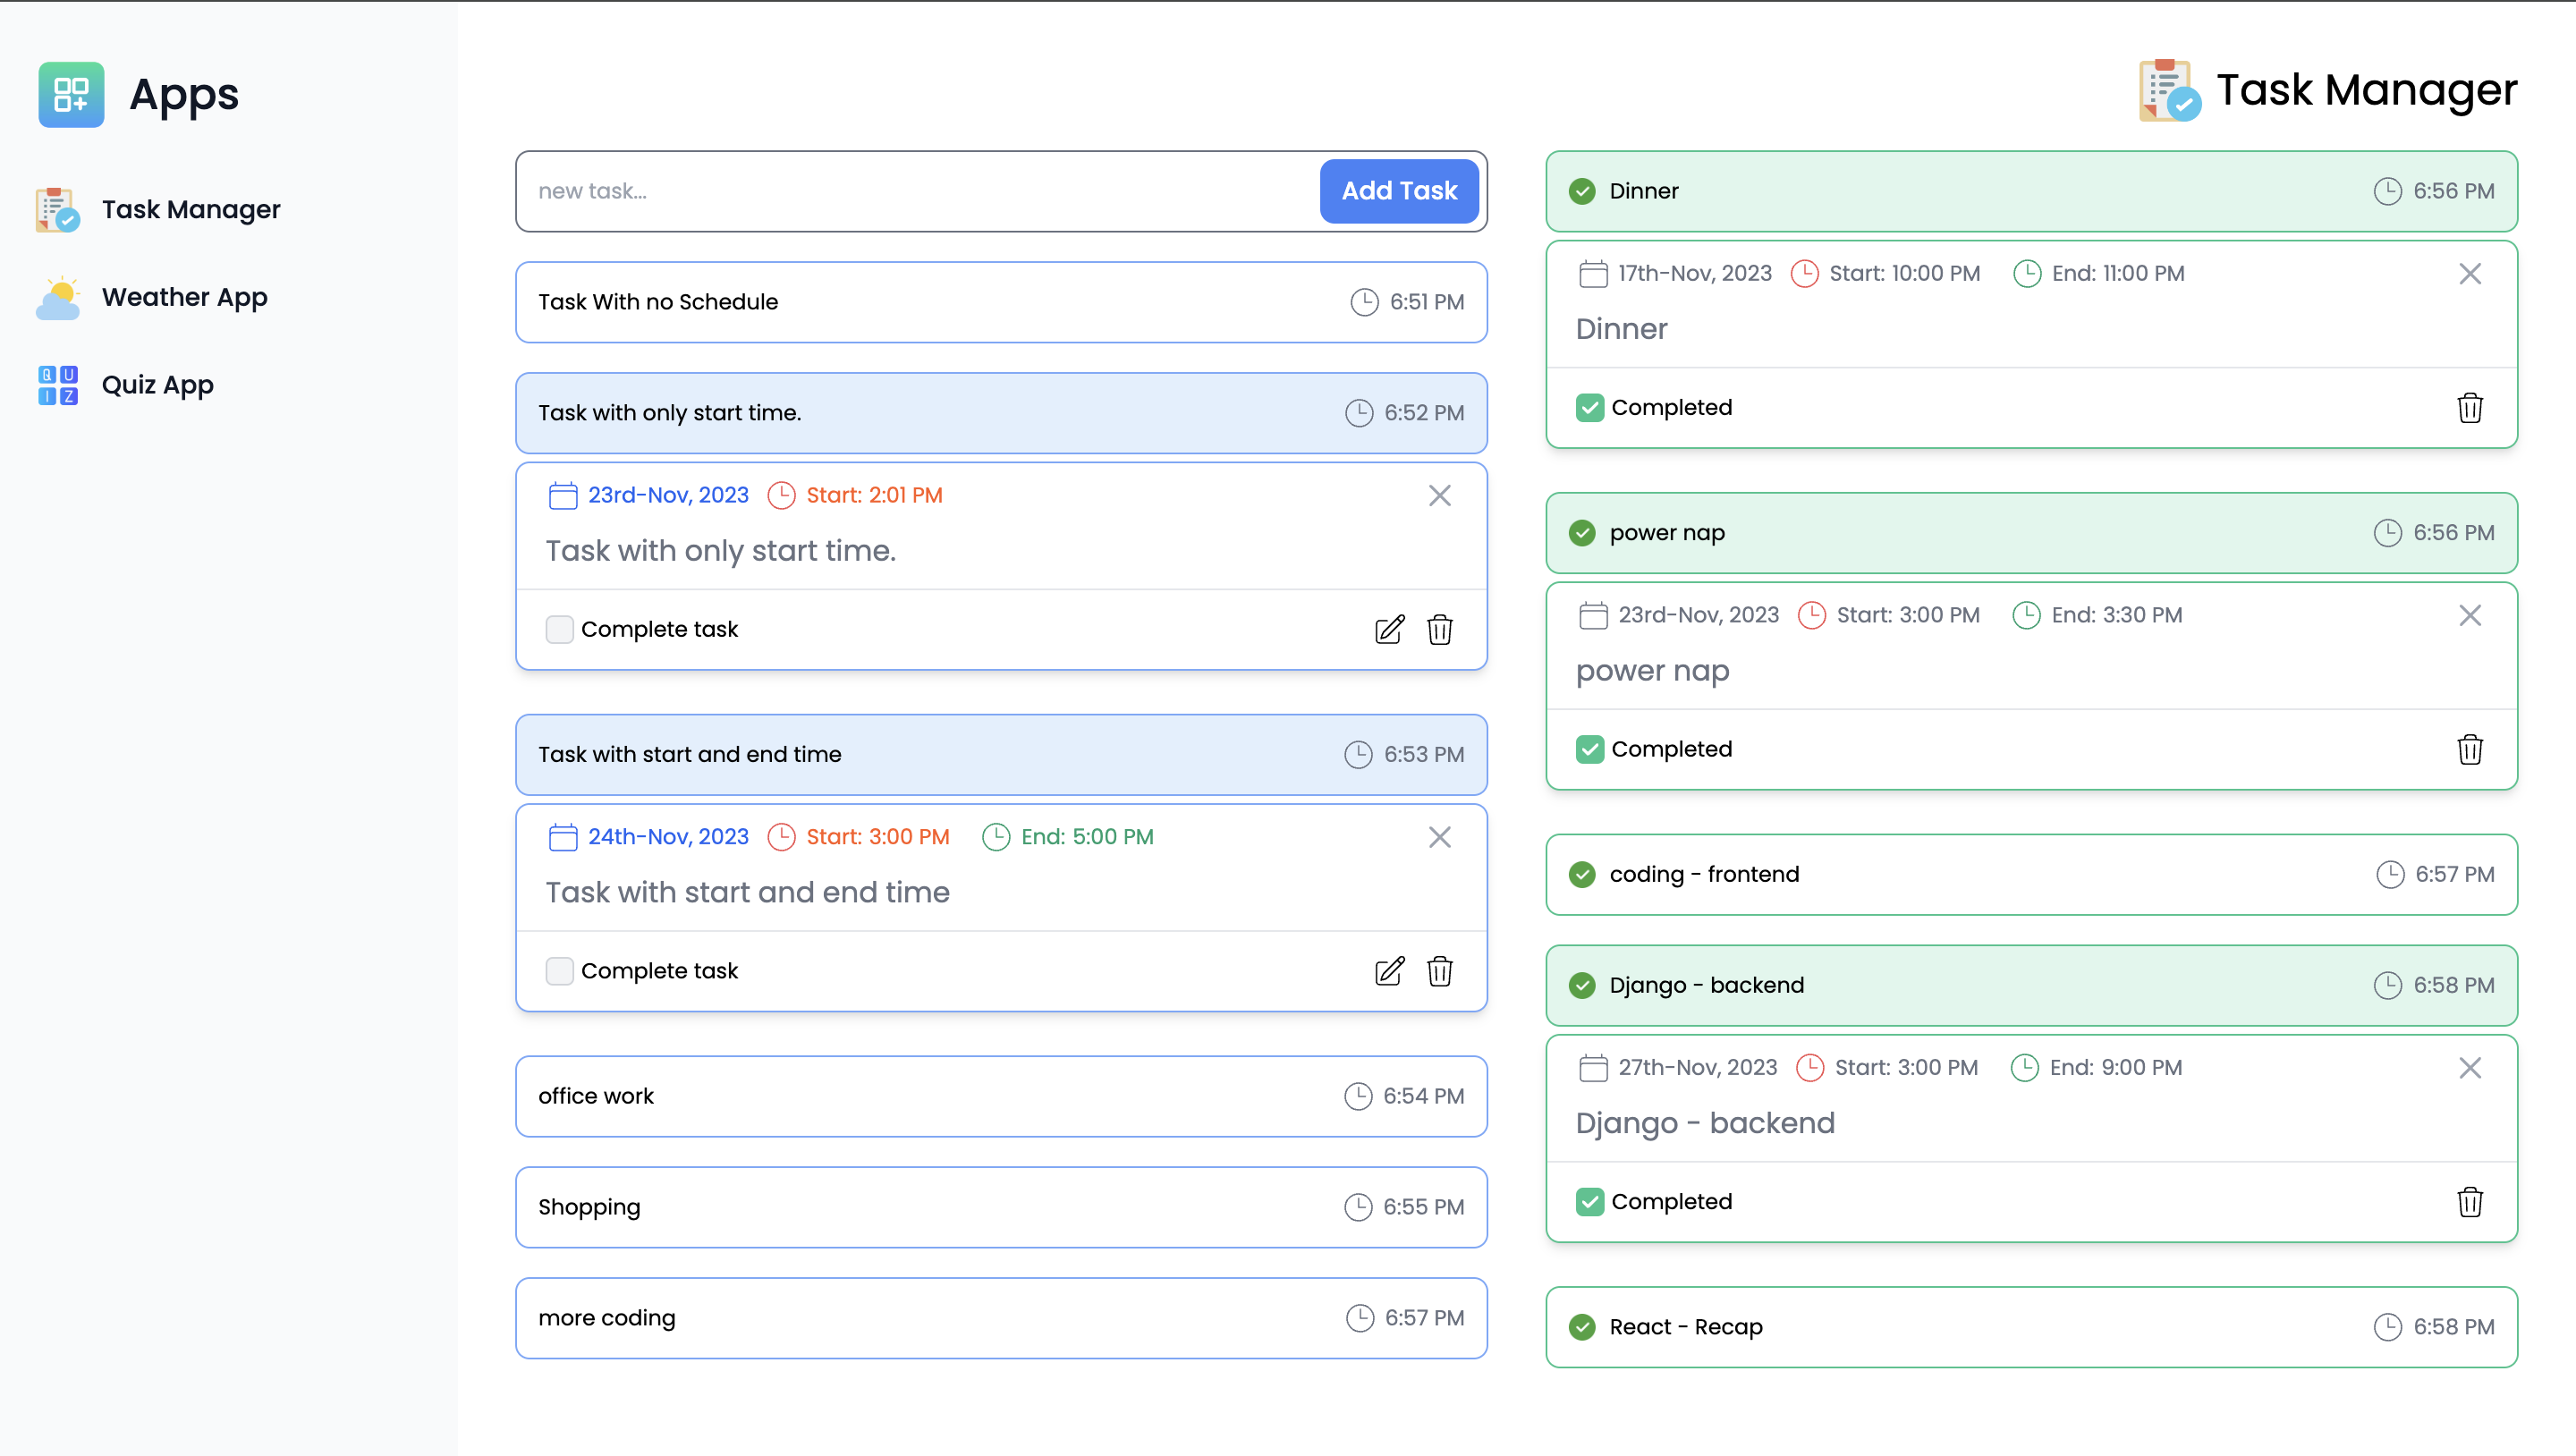 Apps
Task Manager
Weather App
Q U I Z
Quiz App
Task Manager
new task...
Add Task
Task With no Schedule 6:51 PM
Task with only start time. 6:52 PM
23rd-Nov, 2023 Start: 2:01 PM
Task with only start time.
Complete task
Task with start and end time 6:53 PM
24th-Nov, 2023 Start: 3:00 PM End: 5:00 PM
Task with start and end time
Complete task
office work 6:54 PM
Shopping 6:55 PM
more coding 6:57 PM
Dinner 6:56 PM
17th-Nov, 2023 Start: 10:00 PM End: 11:00 PM
Dinner
Completed
power nap 6:56 PM
23rd-Nov, 2023 Start: 3:00 PM End: 3:30 PM
power nap
Completed
coding - frontend 6:57 PM
Django - backend 6:58 PM
27th-Nov, 2023 Start: 3:00 PM End: 9:00 PM
Django - backend
Completed
React - Recap 6:58 PM